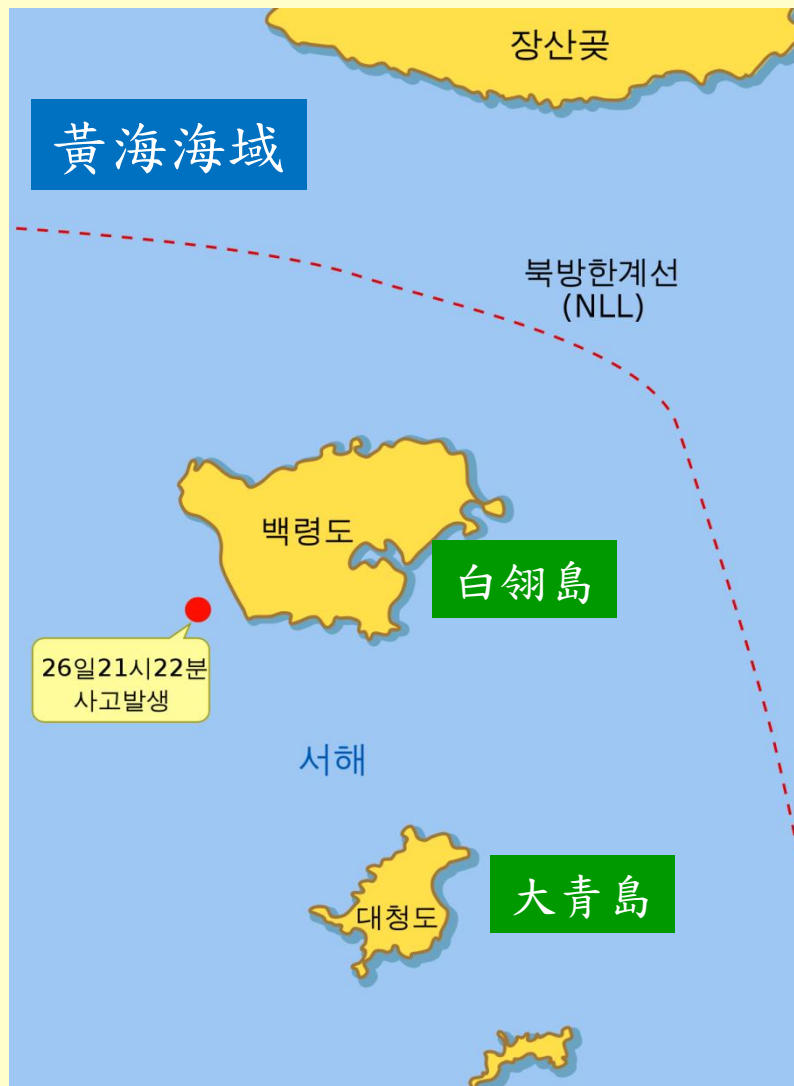 장산곶
黃海海域
북방한계선
(NLL)
백령도
白翎島
26일21시22분
사고발생
서해
대청도
大青島